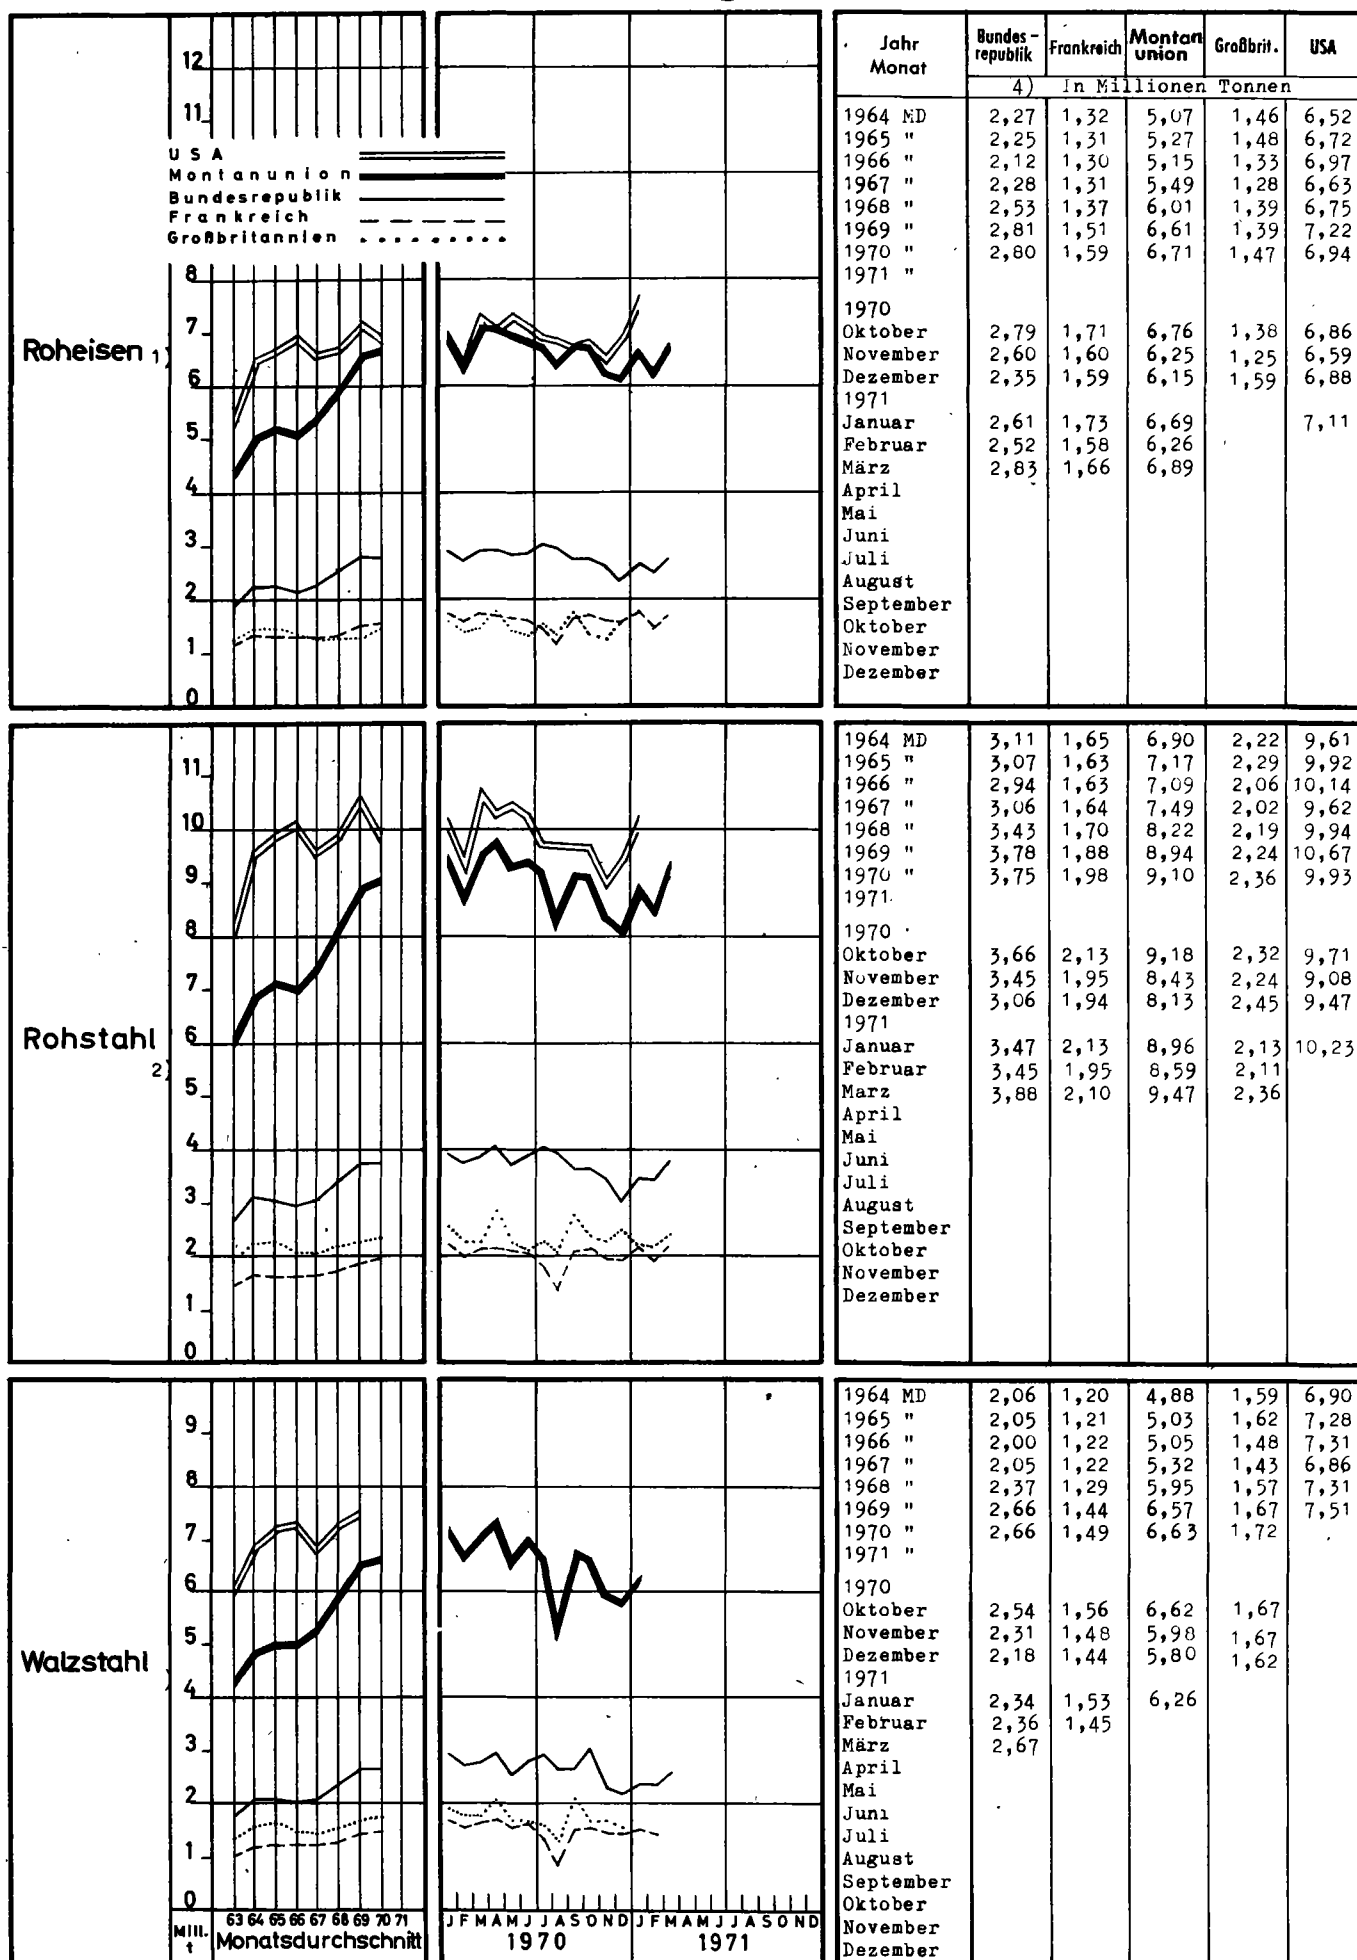 12
11
USA
Montanunion
Bundesrepublik
Frankreich
Großbritannien
8
7
6
5
4
3
2
1
0
Roheisen 1)
Jahr Monat Bundes-republik Frankreich Montan union Großbrit. USA
4) In Millionen Tonnen
1964 MD 2,27 1,32 5,07 1,46 6,52
1965 " 2,25 1,31 5,27 1,48 6,72
1966 " 2,12 1,30 5,15 1,33 6,97
1967 " 2,28 1,31 5,49 1,28 6,63
1968 " 2,53 1,37 6,01 1,39 6,75
1969 " 2,81 1,51 6,61 1,39 7,22
1970 " 2,80 1,59 6,71 1,47 6,94
1971 "
1970
Oktober 2,79 1,71 6,76 1,38 6,86
November 2,60 1,60 6,25 1,25 6,59
Dezember 2,35 1,59 6,15 1,59 6,88
1971
Januar 2,61 1,73 6,69 7,11
Februar 2,52 1,58 6,26
März 2,83 1,66 6,89
April
Mai
Juni
Juli
August
September
Oktober
November
Dezember
11
10
9
8
7
6
5
4
3
2
1
0
Rohstahl 2)
1964 MD 3,11 1,65 6,90 2,22 9,61
1965 " 3,07 1,63 7,17 2,29 9,92
1966 " 2,94 1,63 7,09 2,06 10,14
1967 " 3,06 1,64 7,49 2,02 9,62
1968 " 3,43 1,70 8,22 2,19 9,94
1969 " 3,78 1,88 8,94 2,24 10,67
1970 " 3,75 1,98 9,10 2,36 9,93
1971
1970
Oktober 3,66 2,13 9,18 2,32 9,71
November 3,45 1,95 8,43 2,24 9,08
Dezember 3,06 1,94 8,13 2,45 9,47
1971
Januar 3,47 2,13 8,96 2,13 10,23
Februar 3,45 1,95 8,59 2,11
Marz 3,88 2,10 9,47 2,36
April
Mai
Juni
Juli
August
September
Oktober
November
Dezember
9
8
7
6
5
4
3
2
1
0
Walzstahl
Mill. t
63 64 65 66 67 68 69 70 71
Monatsdurchschnitt
J F M A M J J A S O N D J F M A M J J A S O N D
1970 1971
1964 MD 2,06 1,20 4,88 1,59 6,90
1965 " 2,05 1,21 5,03 1,62 7,28
1966 " 2,00 1,22 5,05 1,48 7,31
1967 " 2,05 1,22 5,32 1,43 6,86
1968 " 2,37 1,29 5,95 1,57 7,31
1969 " 2,66 1,44 6,57 1,67 7,51
1970 " 2,66 1,49 6,63 1,72
1971 "
1970
Oktober 2,54 1,56 6,62 1,67
November 2,31 1,48 5,98 1,67
Dezember 2,18 1,44 5,80 1,62
1971
Januar 2,34 1,53 6,26
Februar 2,36 1,45
März 2,67
April
Mai
Juni
Juli
August
September
Oktober
November
Dezember